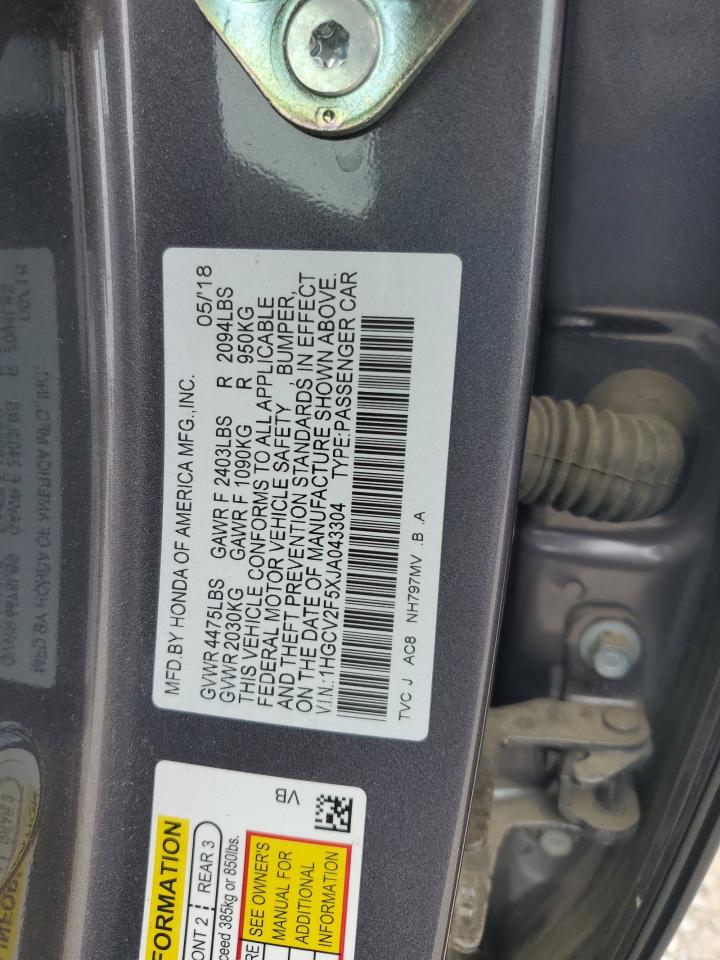 MFD.BY HONDA OF AMERICA MFG.,INC. 05/'18
GVWR 4475LBS GAWR F 2403LBS R 2094LBS
GVWR 2030KG GAWR F 1090KG R 950KG
THIS VEHICLE CONFORMS TO ALL APPLICABLE
FEDERAL MOTOR VEHICLE SAFETY, BUMPER,
AND THEFT PREVENTION STANDARDS IN EFFECT
ON THE DATE OF MANUFACTURE SHOWN ABOVE.
V.I.N.:1HGCV2F5XJA043304 TYPE:PASSENGER CAR
TVC J AC8 NH797MV .B .A
VB
ORMATION
ONT 2 REAR 3
ceed 385kg or 850lbs.
RE SEE OWNER'S
MANUAL FOR
ADDITIONAL
INFORMATION